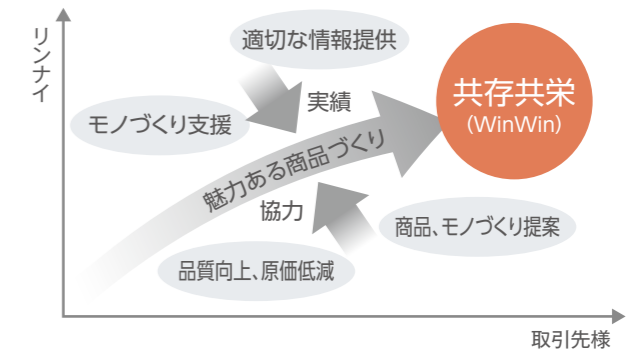 リンナイ
適切な情報提供
実績
モノづくり支援
共存共栄
(WinWin)
魅力ある商品づくり
協力
商品、モノづくり提案
品質向上、原価低減
取引先様